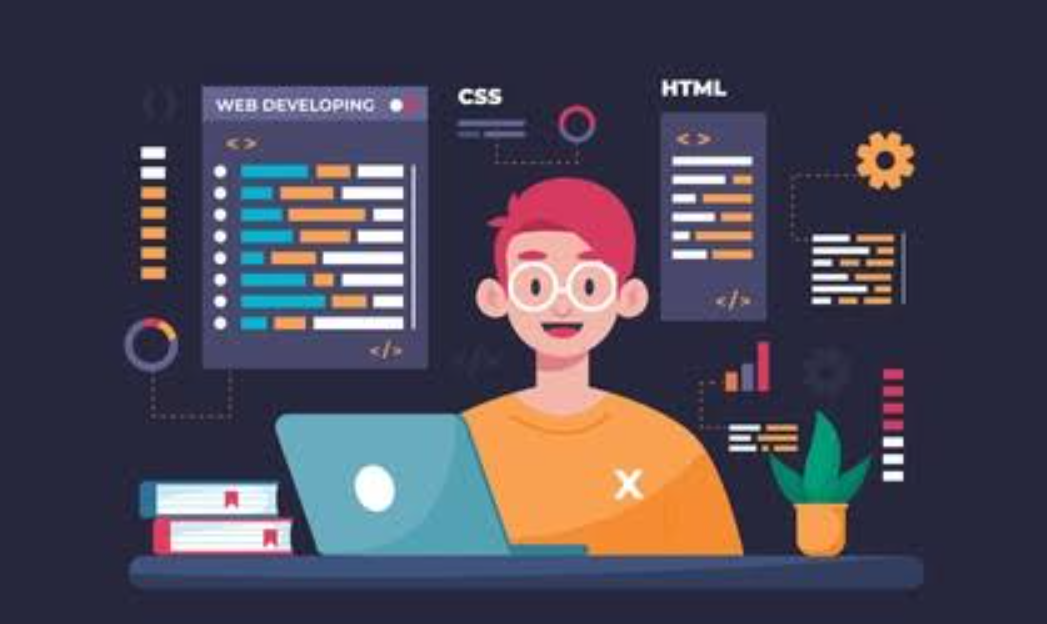 WEB DEVELOPING
CSS
HTML
< >
< >
</>
</>
</>
X